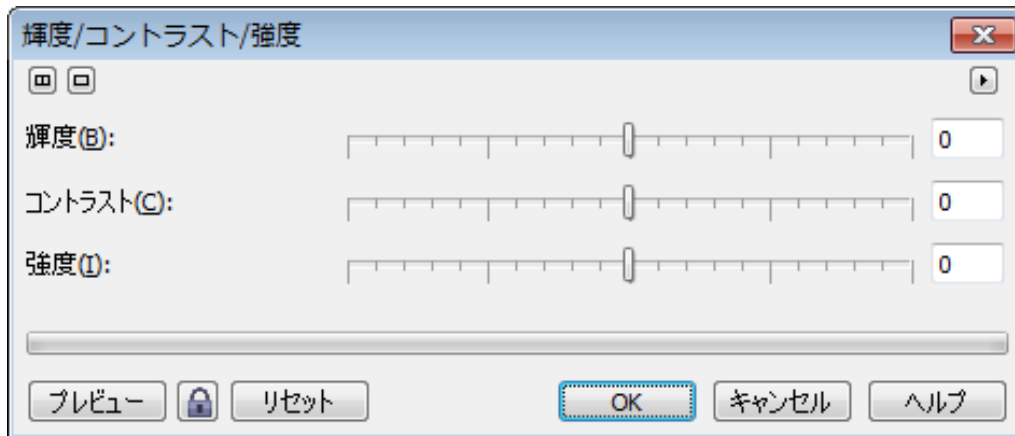 輝度/コントラスト/強度
輝度(B): 0
コントラスト(C): 0
強度(I): 0
プレビュー リセット OK キャンセル ヘルプ